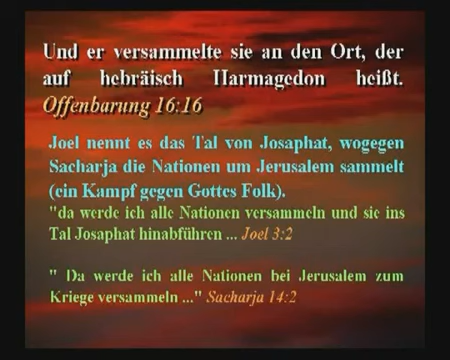 Und er versammelte sie an den Ort, der
auf hebräisch Harmagedon heißt.
Offenbarung 16:16
Joel nennt es das Tal von Josaphat, wogegen
Sacharja die Nationen um Jerusalem sammelt
(ein Kampf gegen Gottes Folk).
"da werde ich alle Nationen versammeln und sie ins
Tal Josaphat hinabführen ... Joel 3:2
" Da werde ich alle Nationen bei Jerusalem zum
Kriege versammeln ..." Sacharja 14:2